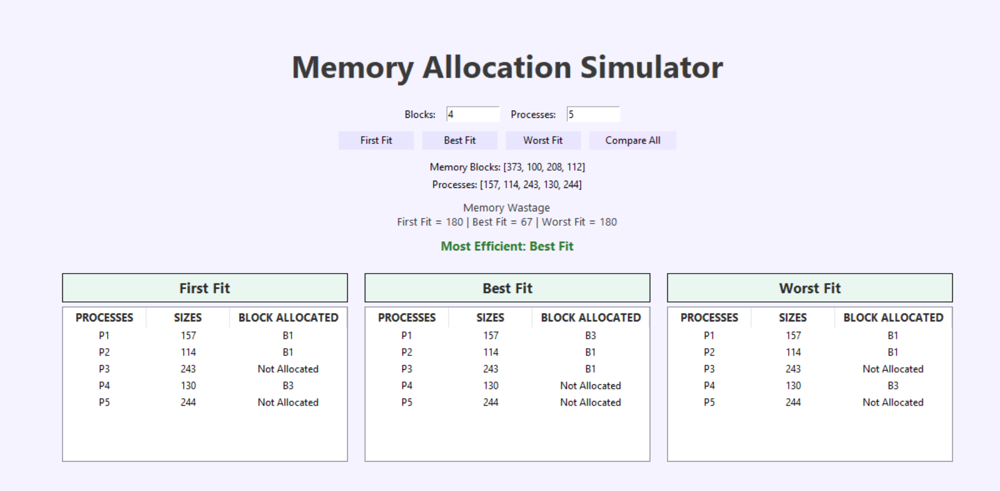 Memory Allocation Simulator
Blocks: 4 Processes: 5
First Fit Best Fit Worst Fit Compare All
Memory Blocks: [373, 100, 208, 112]
Processes: [157, 114, 243, 130, 244]
Memory Wastage
First Fit = 180 | Best Fit = 67 | Worst Fit = 180
Most Efficient: Best Fit
First Fit
PROCESSES SIZES BLOCK ALLOCATED
P1 157 B1
P2 114 B1
P3 243 Not Allocated
P4 130 B3
P5 244 Not Allocated
Best Fit
PROCESSES SIZES BLOCK ALLOCATED
P1 157 B3
P2 114 B1
P3 243 B1
P4 130 Not Allocated
P5 244 Not Allocated
Worst Fit
PROCESSES SIZES BLOCK ALLOCATED
P1 157 B1
P2 114 B1
P3 243 Not Allocated
P4 130 B3
P5 244 Not Allocated